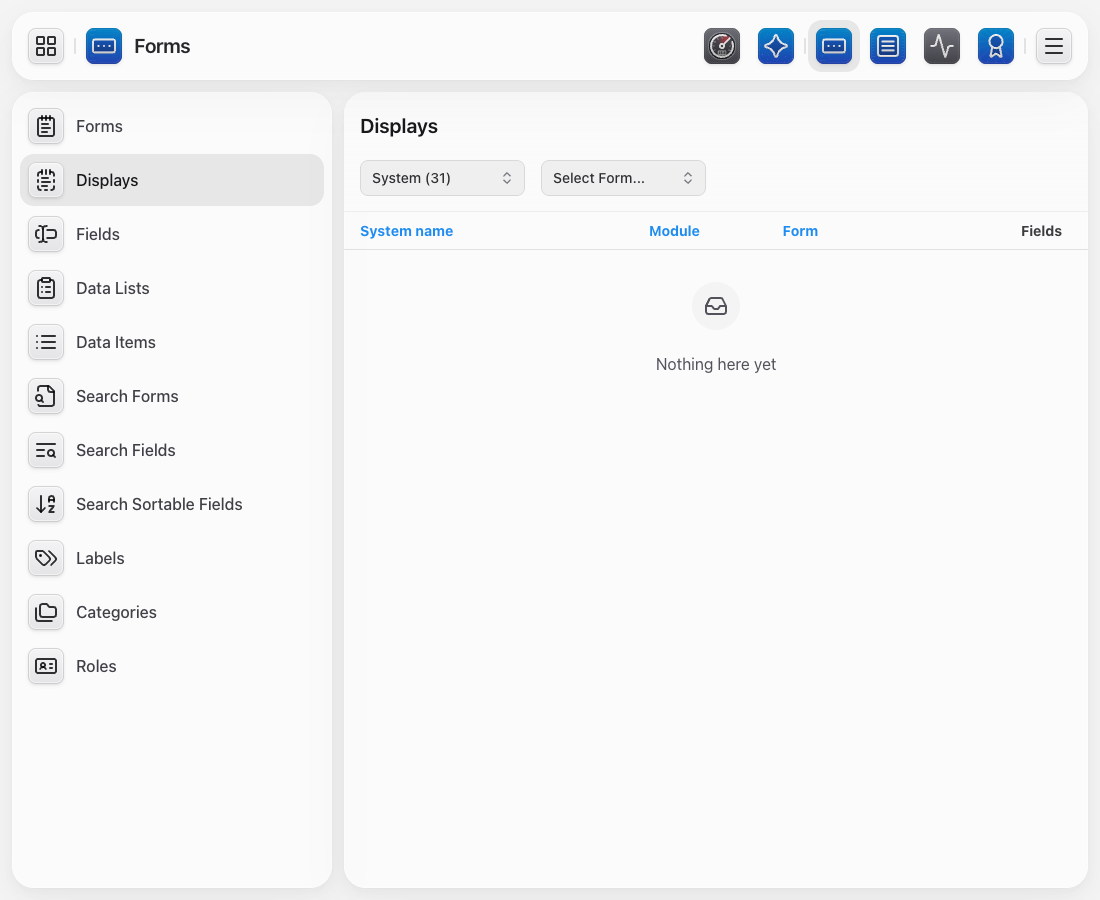 Forms
Forms
Displays
Fields
Data Lists
Data Items
Search Forms
Search Fields
Search Sortable Fields
Labels
Categories
Roles
Displays
System (31)
Select Form...
System name
Module
Form
Fields
Nothing here yet